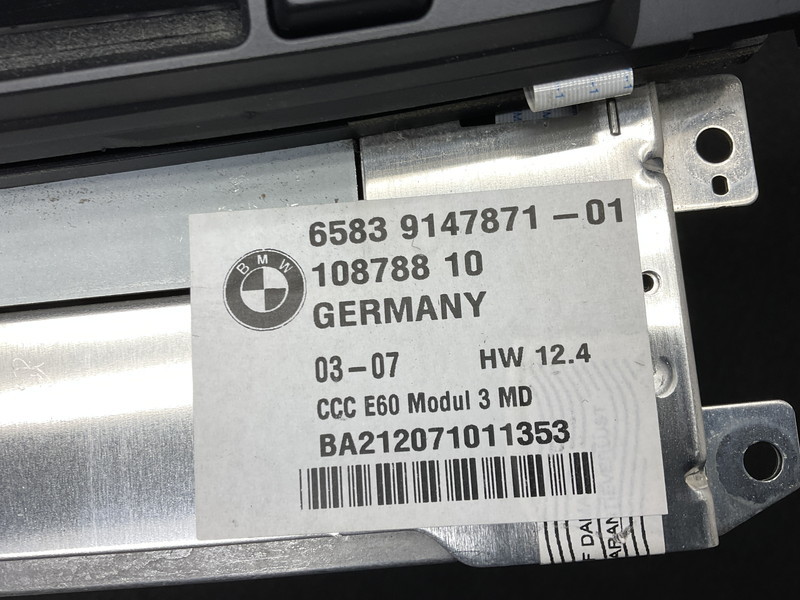 6583 9147871 – 01
BMW
108788 10
GERMANY
03 – 07 HW 12.4
CCC E60 Modul 3 MD
BA212071011353